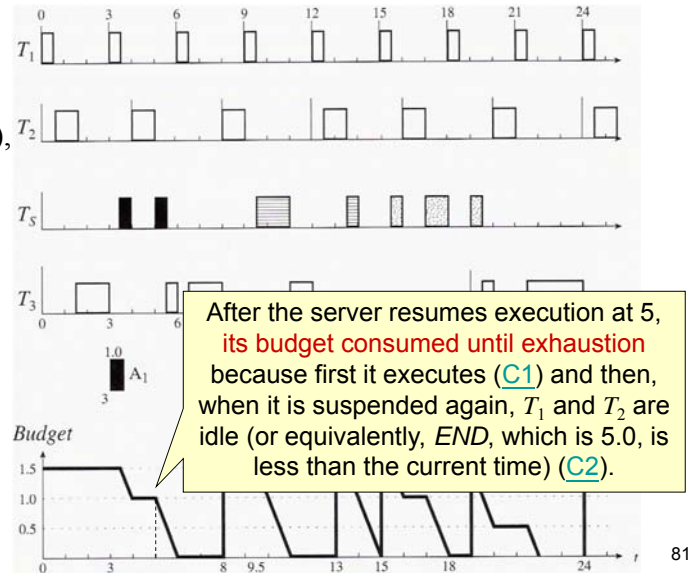 0 3 6 9 12 15 18 21 24
T₁
),
T₂
Tₛ
T₃
0 3 6
After the server resumes execution at 5,
its budget consumed until exhaustion
because first it executes (C1) and then,
when it is suspended again, T₁ and T₂ are
idle (or equivalently, END, which is 5.0, is
less than the current time) (C2).
1.0
A₁
3
Budget
1.5
1.0
0.5
0 3 8 9.5 13 15 18 24 t
81